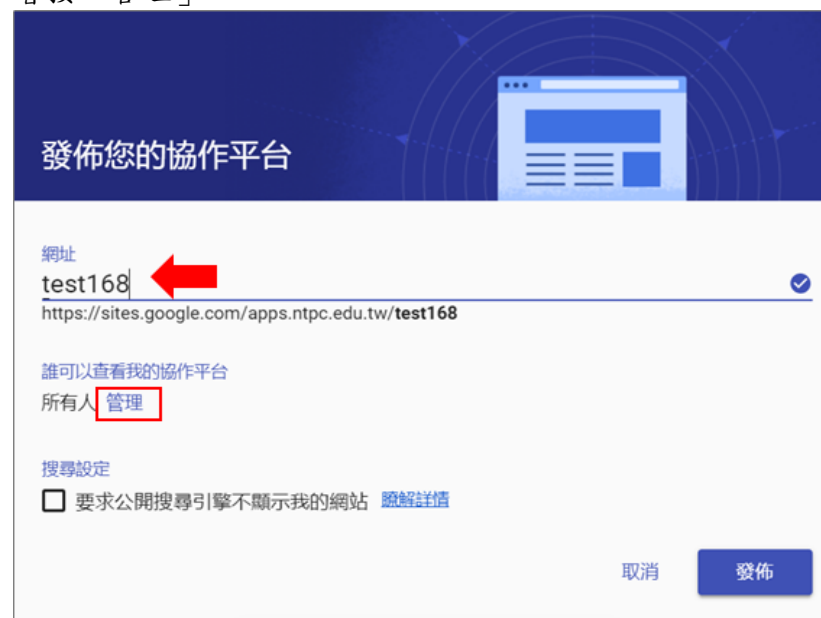 發佈您的協作平台
網址
test168
https://sites.google.com/apps.ntpc.edu.tw/test168
誰可以查看我的協作平台
所有人 管理
搜尋設定
要求公開搜尋引擎不顯示我的網站 瞭解詳情
取消 發佈